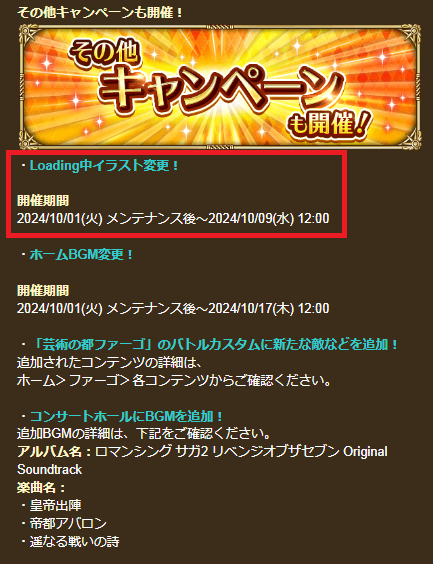 その他キャンペーンも開催！
その他
キャンペーン
も開催！
・Loading中イラスト変更！
開催期間
2024/10/01(火) メンテナンス後～2024/10/09(水) 12:00
・ホームBGM変更！
開催期間
2024/10/01(火) メンテナンス後～2024/10/17(木) 12:00
・「芸術の都ファーゴ」のバトルカスタムに新たな敵などを追加！
追加されたコンテンツの詳細は、
ホーム＞ファーゴ＞各コンテンツからご確認ください。
・コンサートホールにBGMを追加！
追加BGMの詳細は、下記をご確認ください。
アルバム名：ロマンシング サガ2 リベンジオブザセブン Original
Soundtrack
楽曲名：
・皇帝出陣
・帝都アバロン
・遥なる戦いの詩